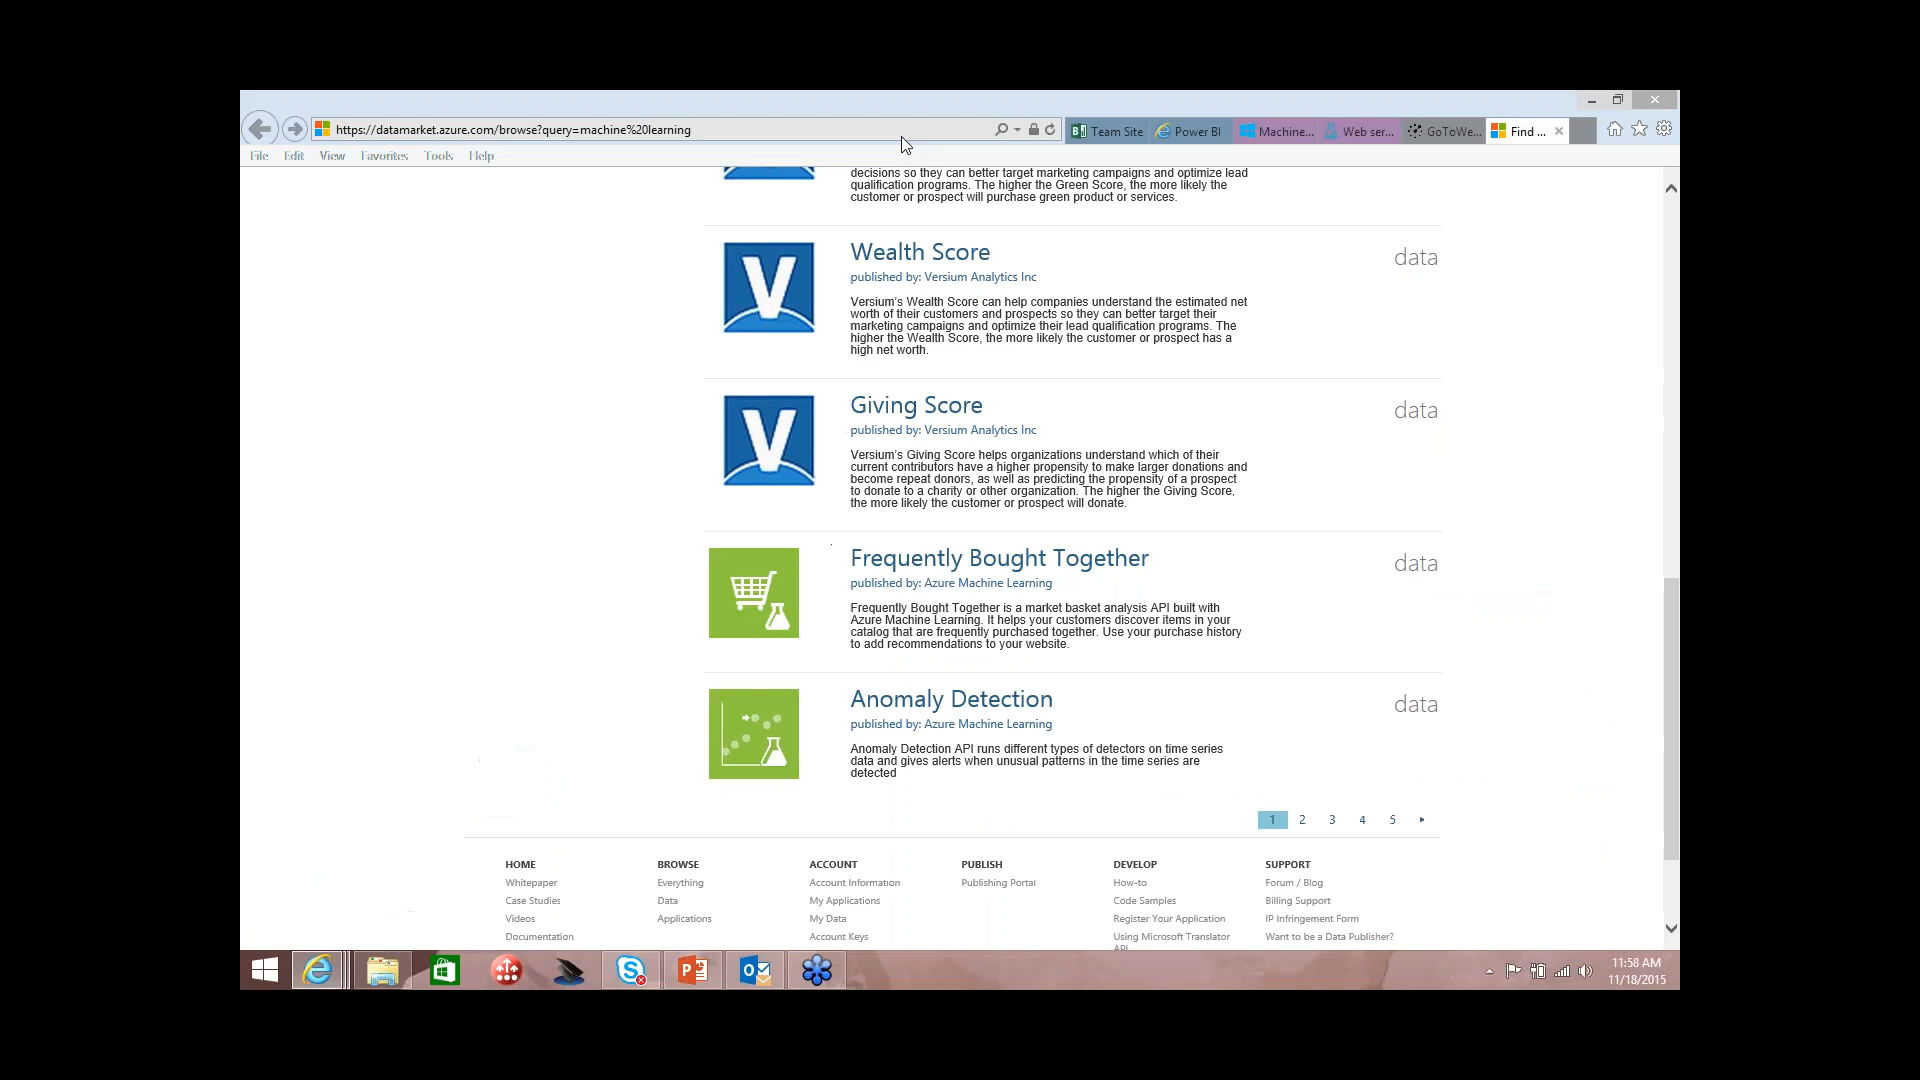 https://datamarket.azure.com/browse?query=machine%20learning
Team Site
Power BI
Machine...
Web ser...
GoToWe...
Find ...
File Edit View Favorites Tools Help
decisions so they can better target marketing campaigns and optimize lead
qualification programs. The higher the Green Score, the more likely the
customer or prospect will purchase green product or services.
Wealth Score
data
published by: Versium Analytics Inc
Versium's Wealth Score can help companies understand the estimated net
worth of their customers and prospects so they can better target their
marketing campaigns and optimize their lead qualification programs. The
higher the Wealth Score, the more likely the customer or prospect has a
high net worth.
Giving Score
data
published by: Versium Analytics Inc
Versium's Giving Score helps organizations understand which of their
current contributors have a higher propensity to make larger donations and
become repeat donors, as well as predicting the propensity of a prospect
to donate to a charity or other organization. The higher the Giving Score,
the more likely the customer or prospect will donate.
Frequently Bought Together
data
published by: Azure Machine Learning
Frequently Bought Together is a market basket analysis API built with
Azure Machine Learning. It helps your customers discover items in your
catalog that are frequently purchased together. Use your purchase history
to add recommendations to your website.
Anomaly Detection
data
published by: Azure Machine Learning
Anomaly Detection API runs different types of detectors on time series
data and gives alerts when unusual patterns in the time series are
detected
1 2 3 4 5
HOME
Whitepaper
Case Studies
Videos
Documentation
BROWSE
Everything
Data
Applications
ACCOUNT
Account Information
My Applications
My Data
Account Keys
PUBLISH
Publishing Portal
DEVELOP
How-to
Code Samples
Register Your Application
Using Microsoft Translator
API
SUPPORT
Forum / Blog
Billing Support
IP Infringement Form
Want to be a Data Publisher?
11:58 AM
11/18/2015